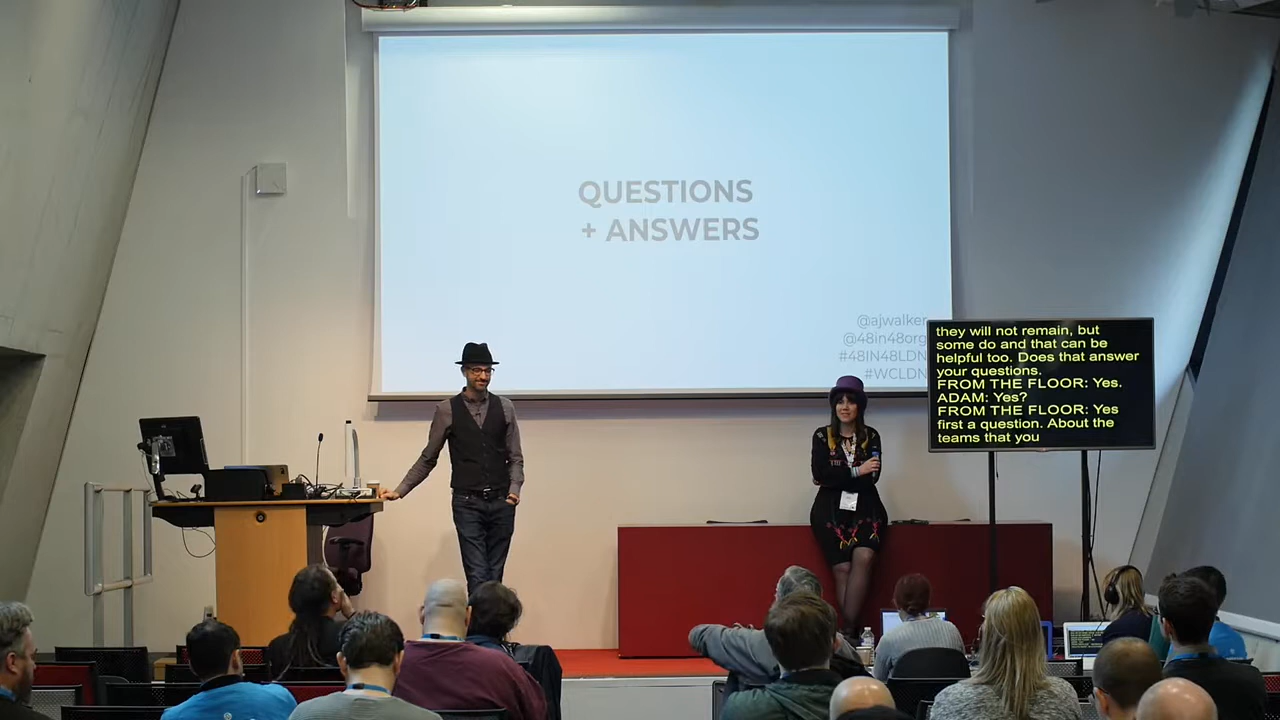 QUESTIONS
+ ANSWERS
@ajwalker
@48in48org
#48IN48LDN
#WCLDN
they will not remain, but
some do and that can be
helpful too. Does that answer
your questions.
FROM THE FLOOR: Yes.
ADAM: Yes?
FROM THE FLOOR: Yes
first a question. About the
teams that you